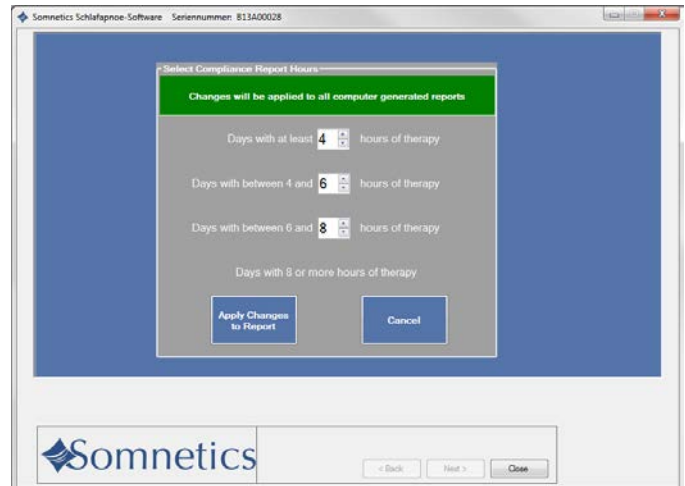 Somnetics Schlafapnoe-Software Seriennummer: 813A00028
Select Compliance Report Hours
Changes will be applied to all computer generated reports
Days with at least 4 hours of therapy
Days with between 4 and 6 hours of therapy
Days with between 6 and 8 hours of therapy
Days with 8 or more hours of therapy
Apply Changes
to Report
Cancel
Somnetics
< Back Next > Close